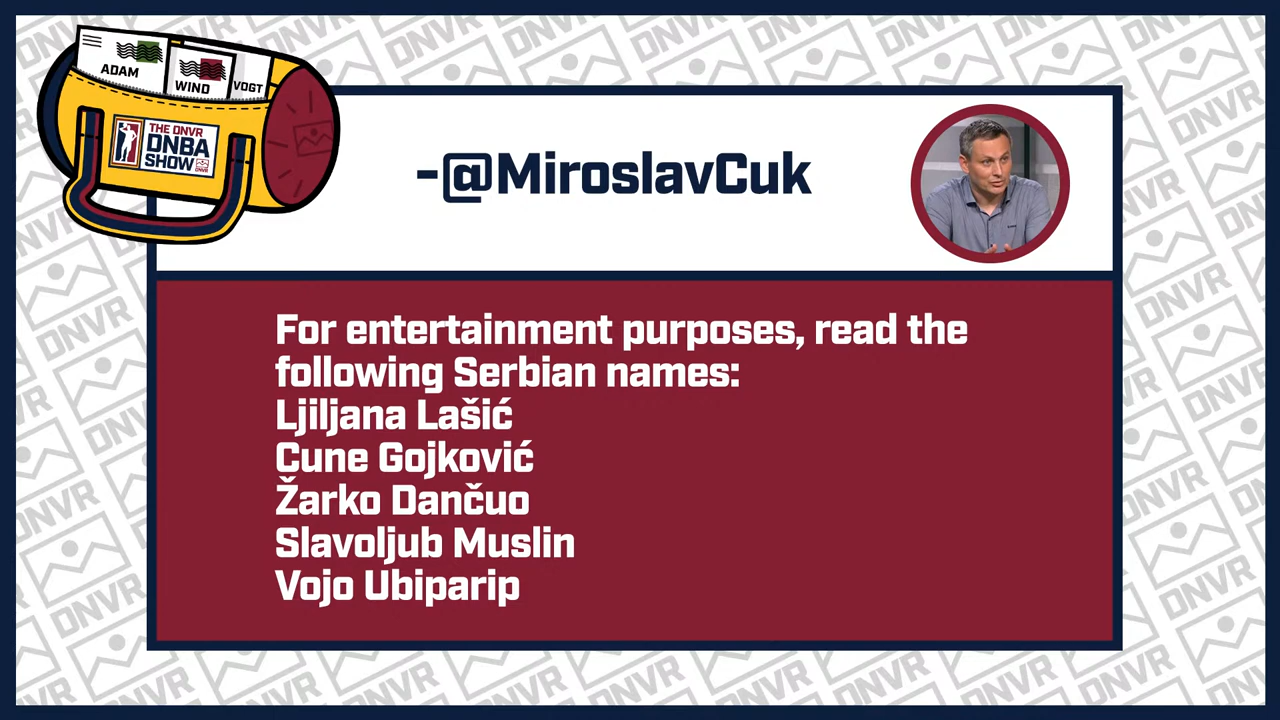 ADAM
WIND
VOGT
THE DNVR
DNBA
SHOW
DNVR
-@MiroslavCuk
For entertainment purposes, read the
following Serbian names:
Ljiljana Lašić
Cune Gojković
Žarko Dančuo
Slavoljub Muslin
Vojo Ubiparip